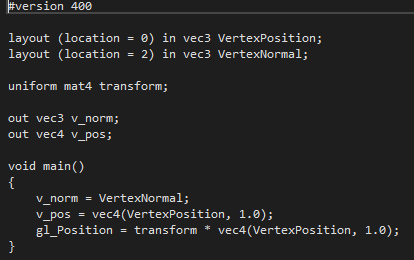 #version 400
layout (location = 0) in vec3 VertexPosition;
layout (location = 2) in vec3 VertexNormal;
uniform mat4 transform;
out vec3 v_norm;
out vec4 v_pos;
void main()
{
v_norm = VertexNormal;
v_pos = vec4(VertexPosition, 1.0);
gl_Position = transform * vec4(VertexPosition, 1.0);
}